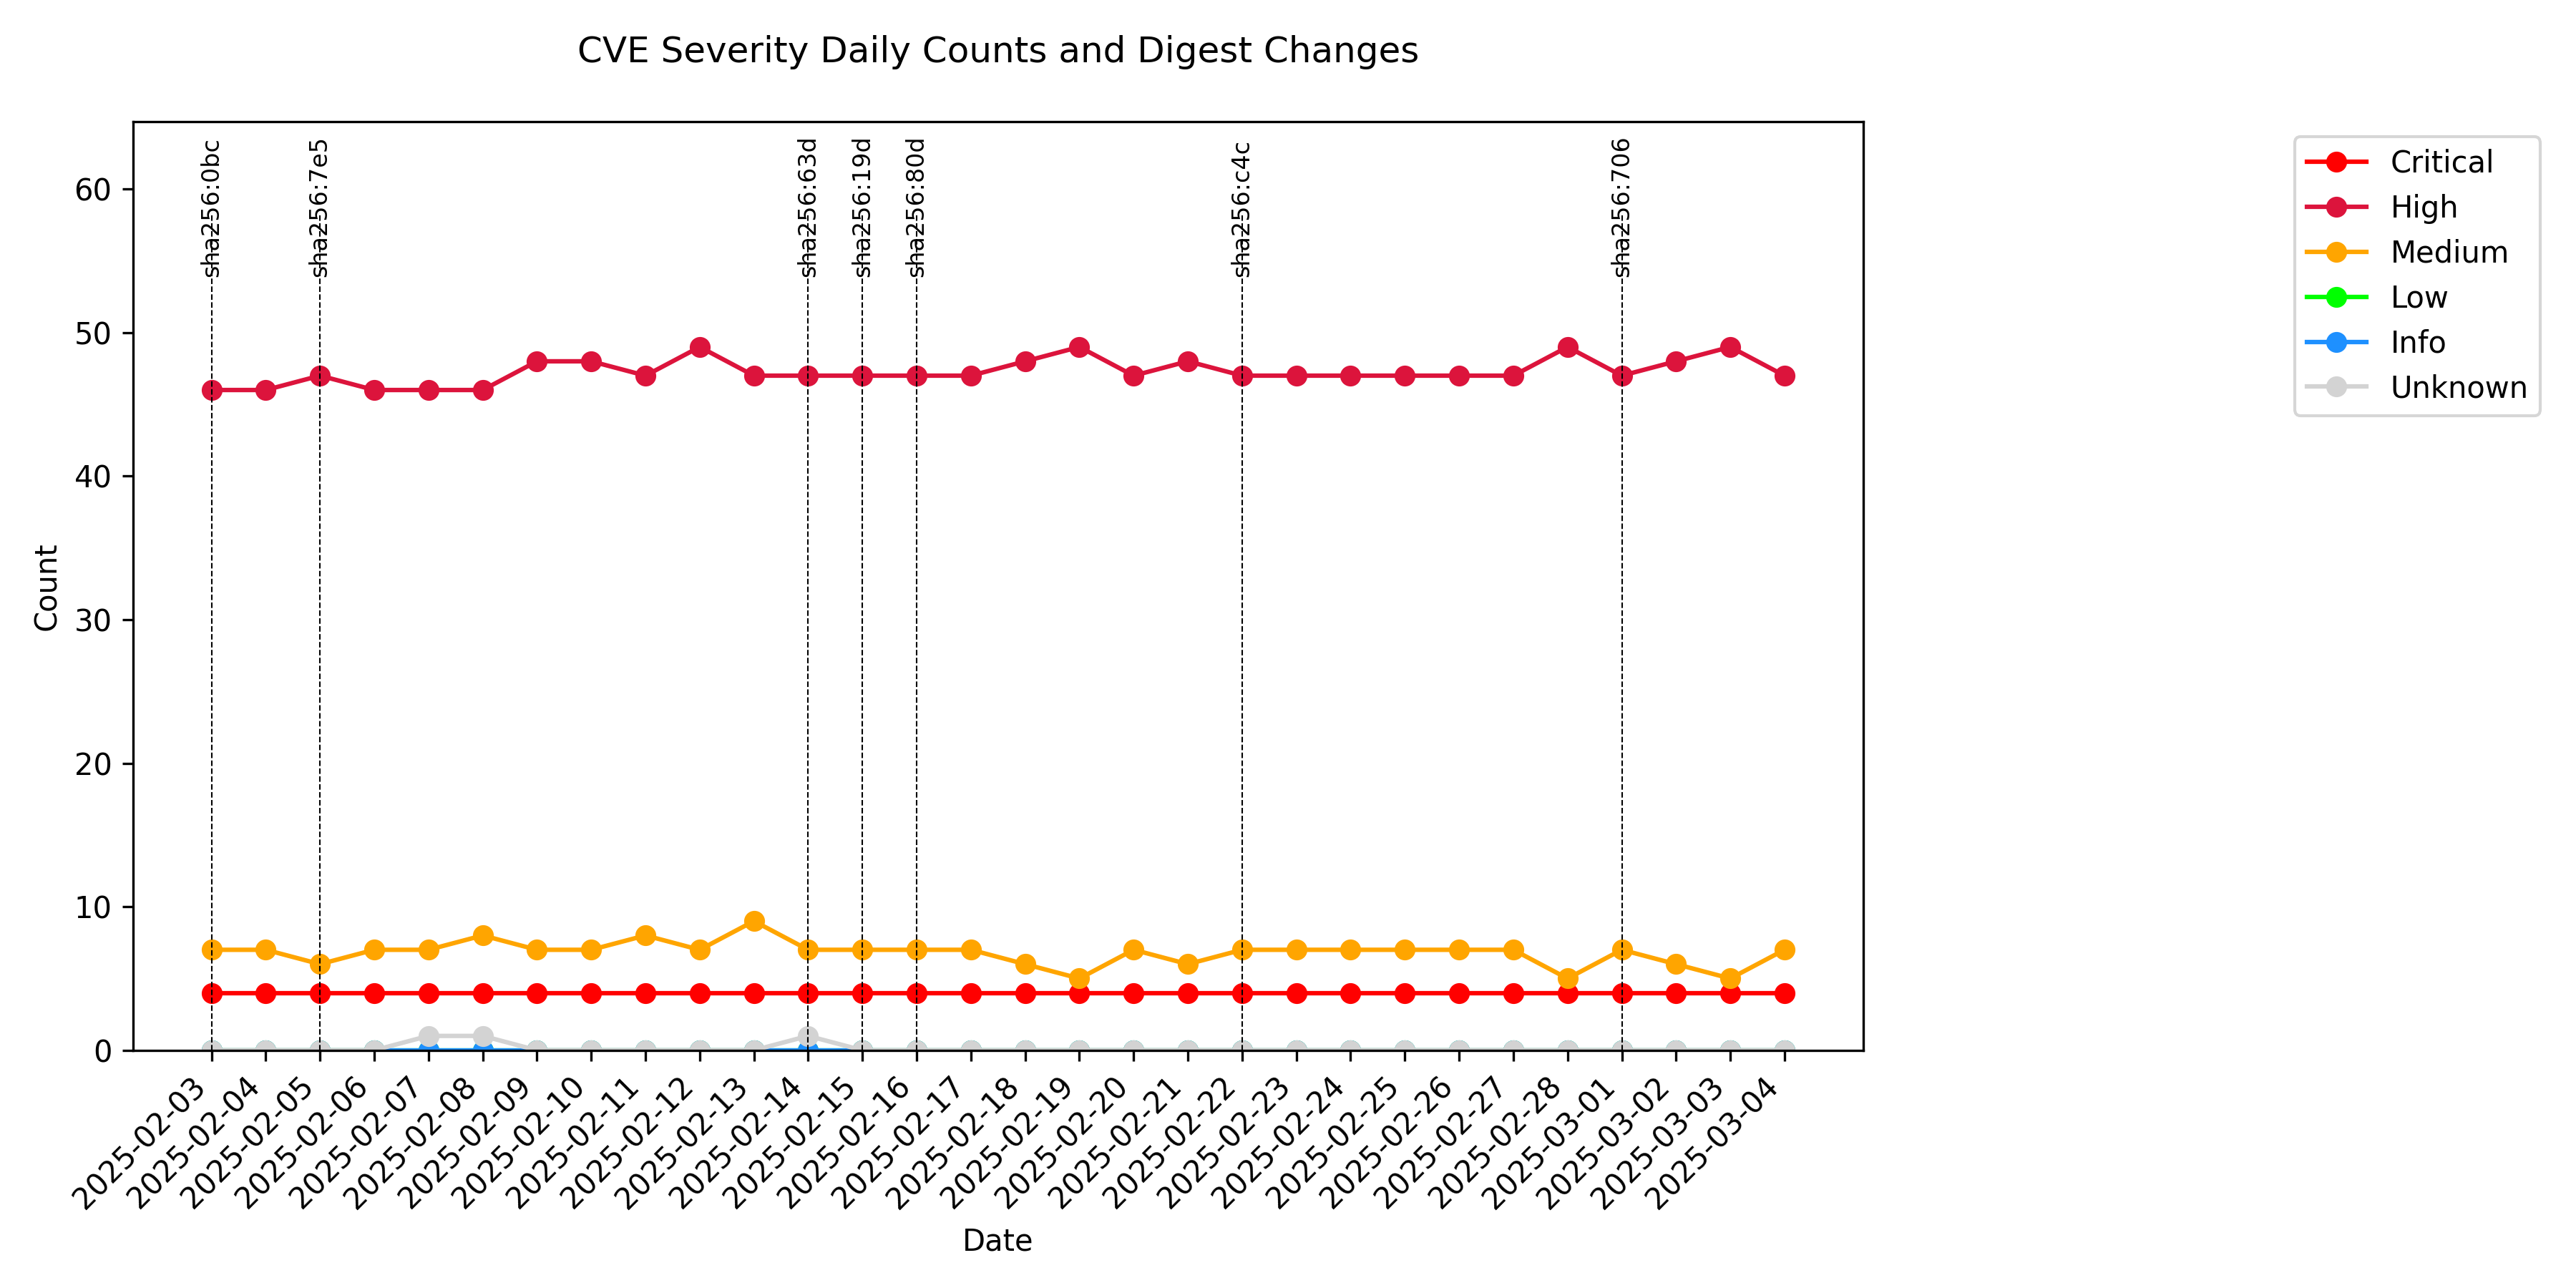 CVE Severity Daily Counts and Digest Changes
sha256:0bc
sha256:7e5
sha256:63d
sha256:19d
sha256:80d
sha256:c4c
sha256:706
Critical
High
Medium
Low
Info
Unknown
Count
60
50
40
30
20
10
0
2025-02-03
2025-02-04
2025-02-05
2025-02-06
2025-02-07
2025-02-08
2025-02-09
2025-02-10
2025-02-11
2025-02-12
2025-02-13
2025-02-14
2025-02-15
2025-02-16
2025-02-17
2025-02-18
2025-02-19
2025-02-20
2025-02-21
2025-02-22
2025-02-23
2025-02-24
2025-02-25
2025-02-26
2025-02-27
2025-02-28
2025-03-01
2025-03-02
2025-03-03
2025-03-04
Date